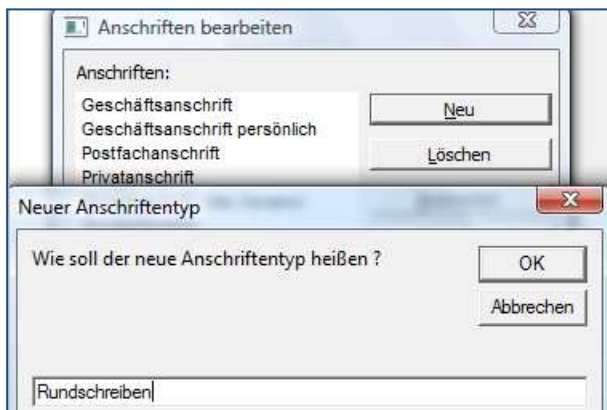 Anschriften bearbeiten
Anschriften:
Geschäftsanschrift
Geschäftsanschrift persönlich
Postfachanschrift
Privatanschrift
Neu
Löschen
Neuer Anschriftentyp
Wie soll der neue Anschriftentyp heißen ?
OK
Abbrechen
Rundschreiben